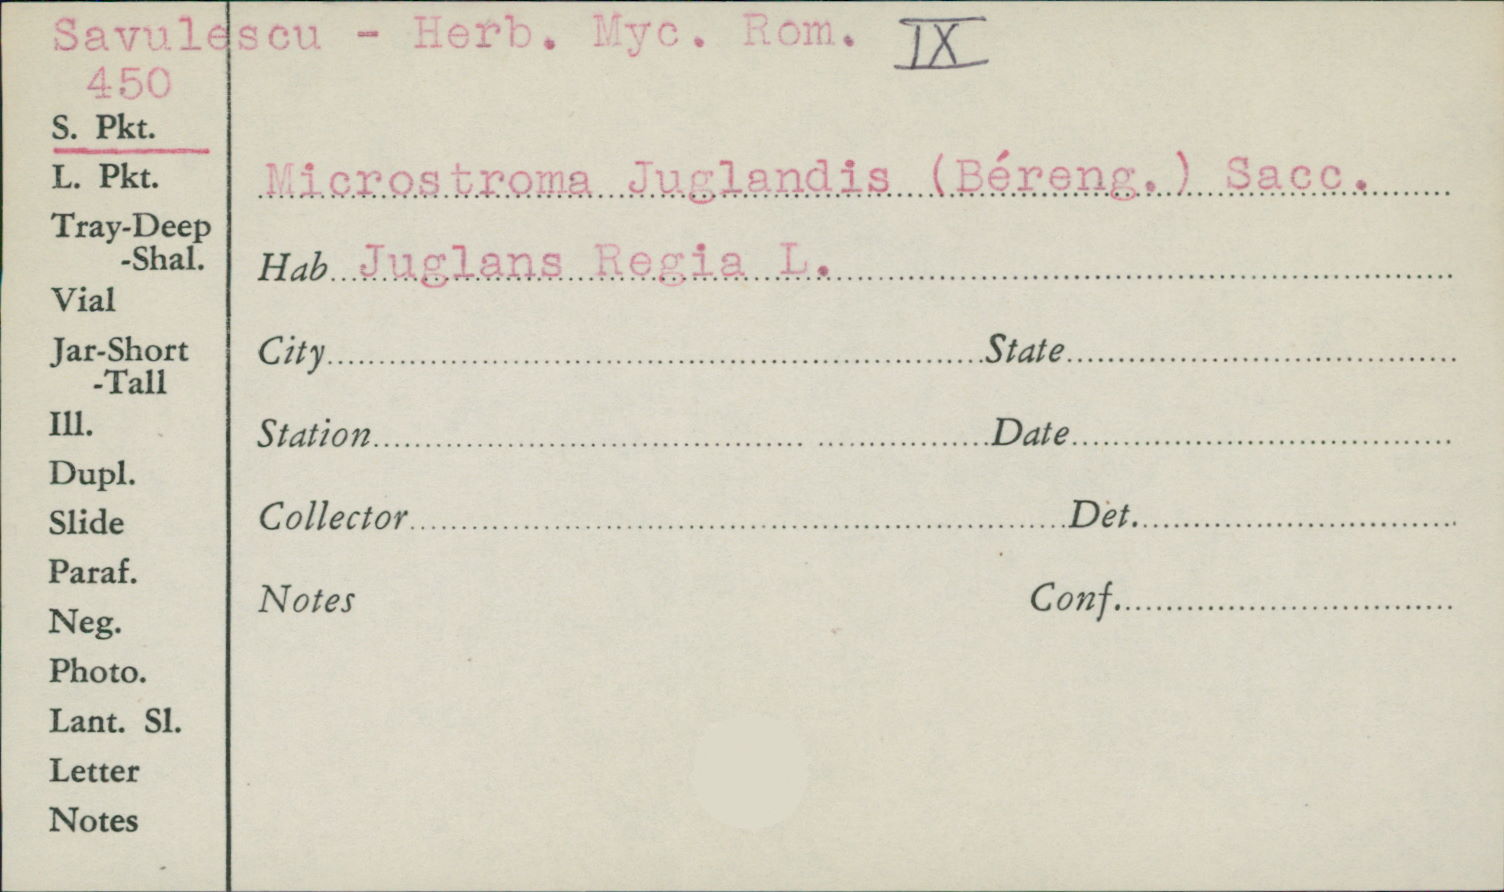 Savulescu - Herb. Myc. Rom. IX
450
S. Pkt.
L. Pkt.
Tray-Deep
-Shal.
Vial
Jar-Short
-Tall
Ill.
Dupl.
Slide
Paraf.
Neg.
Photo.
Lant. Sl.
Letter
Notes
Microstroma Juglandis (Béreng.) Sacc.
Hab Juglans Regia L.
City State
Station Date
Collector Det.
Notes Conf.